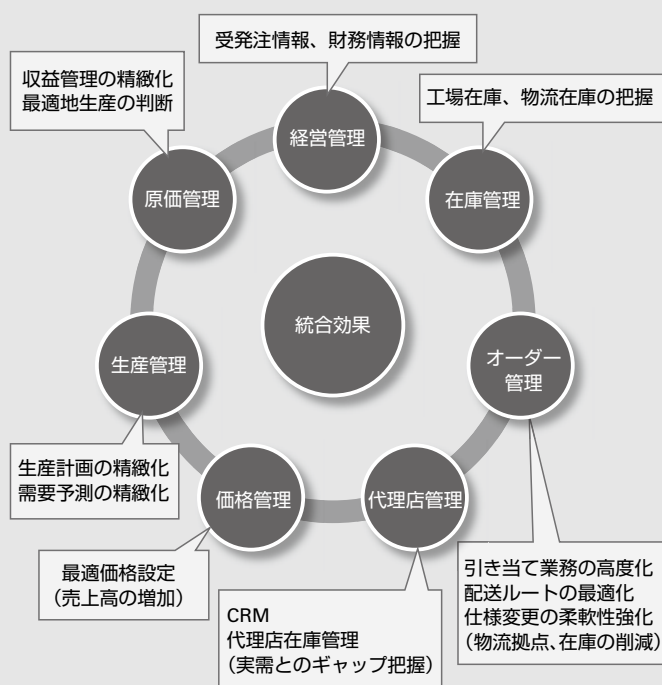 受発注情報、財務情報の把握
収益管理の精緻化
最適地生産の判断
工場在庫、物流在庫の把握
経営管理
原価管理
在庫管理
統合効果
生産管理
オーダー
管理
生産計画の精緻化
需要予測の精緻化
価格管理
代理店管理
最適価格設定
（売上高の増加）
CRM
代理店在庫管理
（実需とのギャップ把握）
引き当て業務の高度化
配送ルートの最適化
仕様変更の柔軟性強化
（物流拠点、在庫の削減）